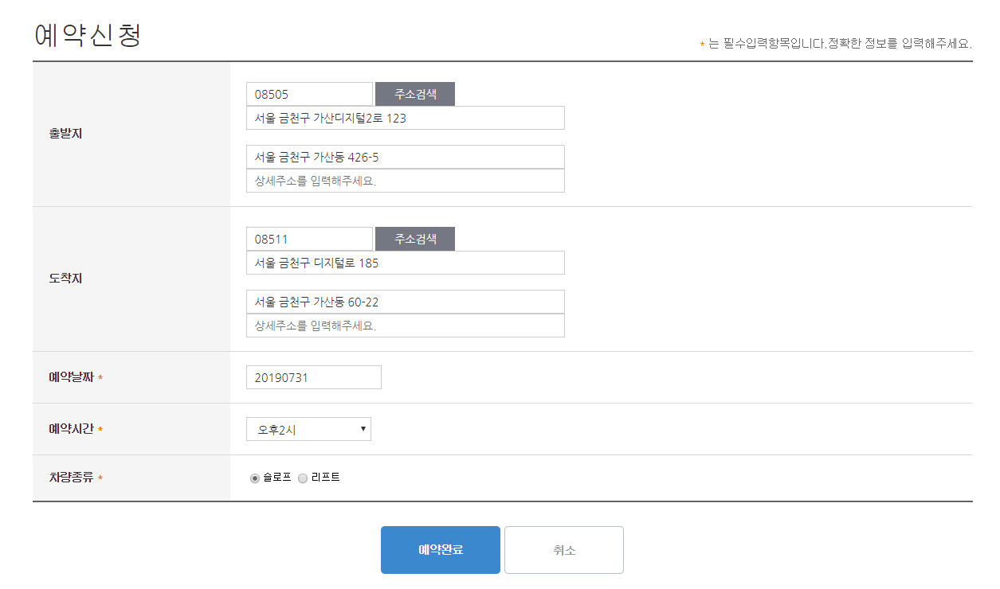 예약신청
* 는 필수입력항목입니다.정확한 정보를 입력해주세요.
출발지
08505 주소검색
서울 금천구 가산디지털2로 123
서울 금천구 가산동 426-5
상세주소를 입력해주세요.
도착지
08511 주소검색
서울 금천구 디지털로 185
서울 금천구 가산동 60-22
상세주소를 입력해주세요.
예약날짜 * 20190731
예약시간 * 오후2시
차량종류 * 슬로프 리프트
예약완료 취소